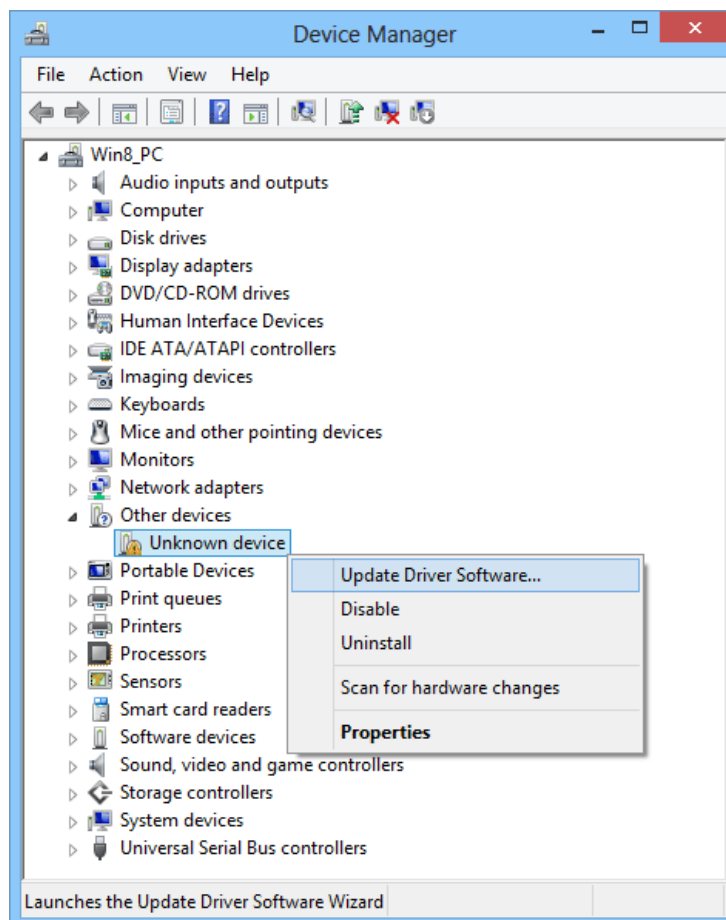 Device Manager
File Action View Help
Win8_PC
Audio inputs and outputs
Computer
Disk drives
Display adapters
DVD/CD-ROM drives
Human Interface Devices
IDE ATA/ATAPI controllers
Imaging devices
Keyboards
Mice and other pointing devices
Monitors
Network adapters
Other devices
Unknown device
Portable Devices
Update Driver Software...
Print queues
Disable
Printers
Uninstall
Processors
Sensors
Scan for hardware changes
Smart card readers
Software devices
Properties
Sound, video and game controllers
Storage controllers
System devices
Universal Serial Bus controllers
Launches the Update Driver Software Wizard